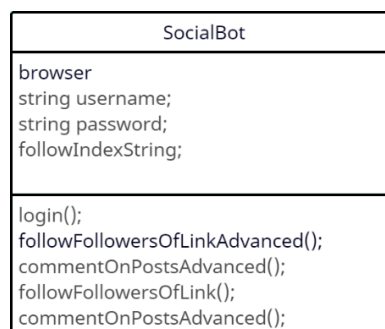 SocialBot
browser
string username;
string password;
followIndexString;
login();
followFollowersOfLinkAdvanced();
commentOnPostsAdvanced();
followFollowersOfLink();
commentOnPostsAdvanced();